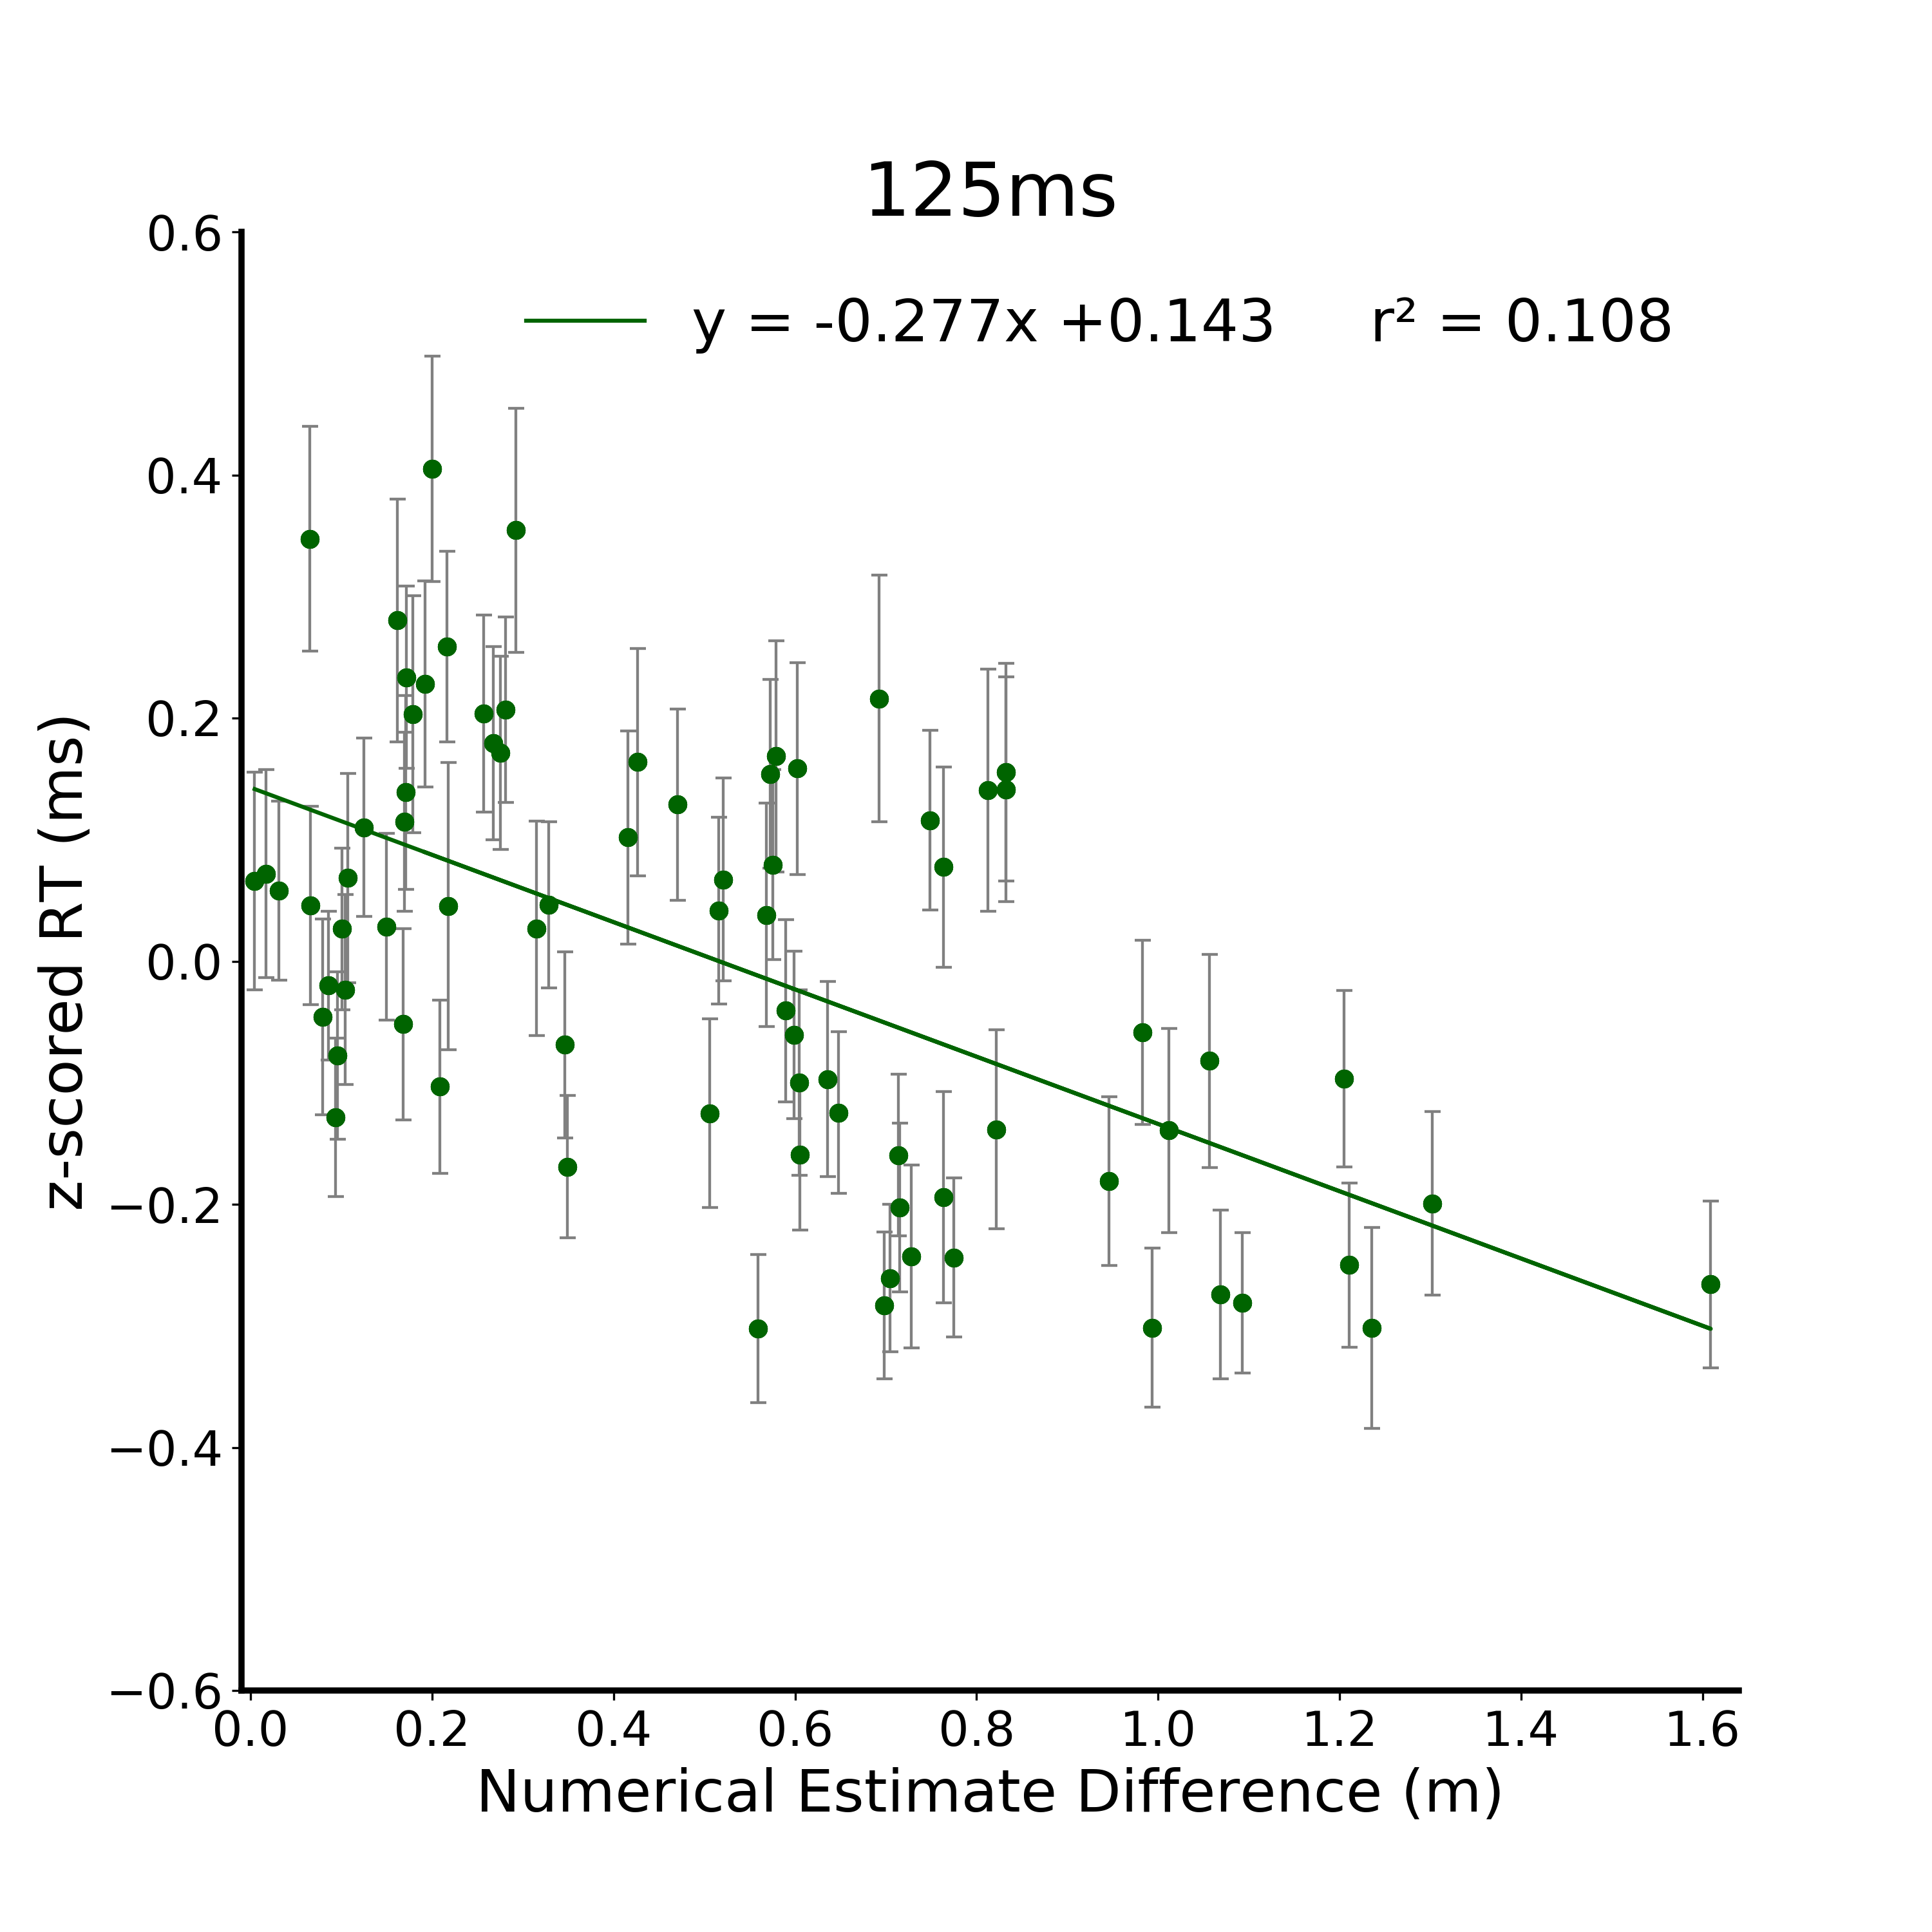 125ms
y = -0.277x +0.143 r² = 0.108
z-scored RT (ms)
0.6
0.4
0.2
0.0
−0.2
−0.4
−0.6
0.0 0.2 0.4 0.6 0.8 1.0 1.2 1.4 1.6
Numerical Estimate Difference (m)